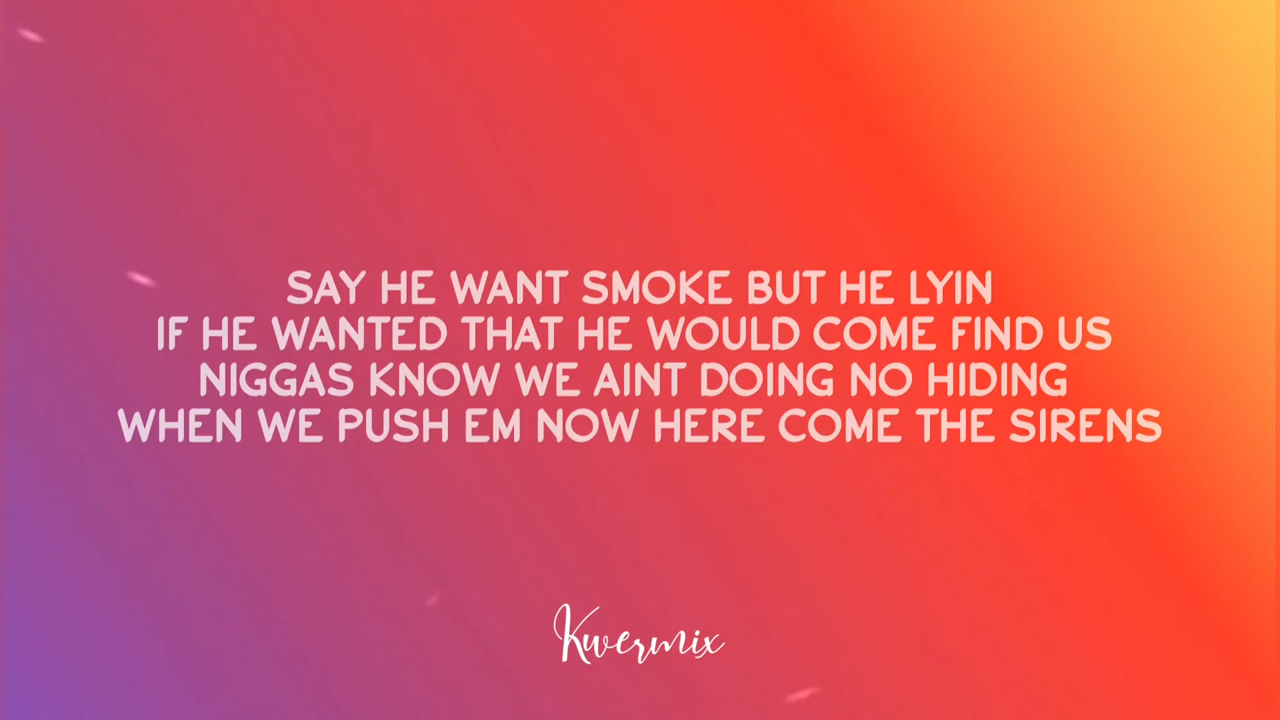 SAY HE WANT SMOKE BUT HE LYIN
IF HE WANTED THAT HE WOULD COME FIND US
NIGGAS KNOW WE AINT DOING NO HIDING
WHEN WE PUSH EM NOW HERE COME THE SIRENS
Kwermix